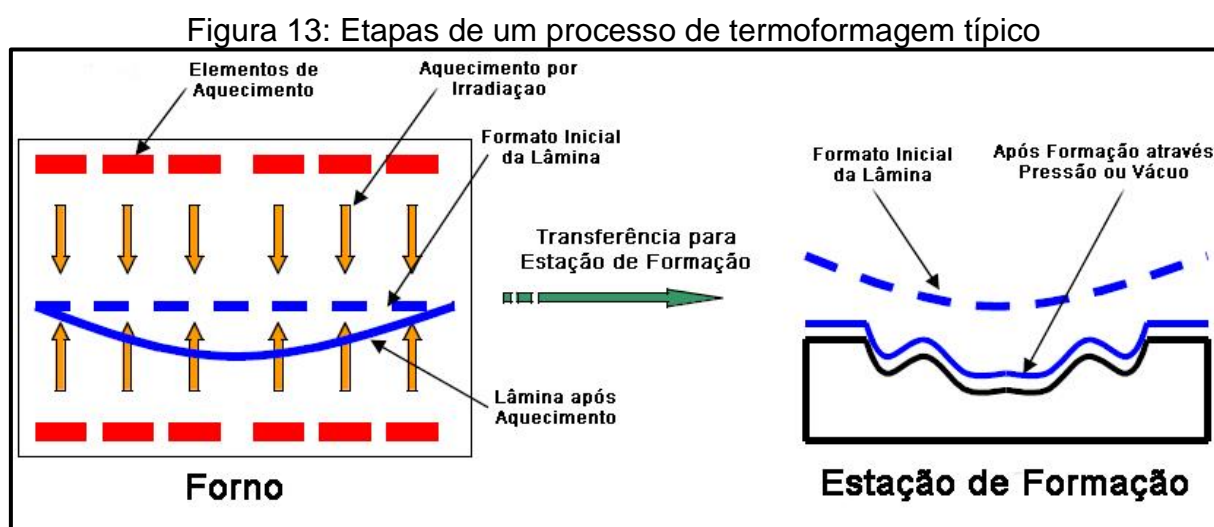 Figura 13: Etapas de um processo de termoformagem típico
Elementos de
Aquecimento
Aquecimento por
Irradiaçao
Formato Inicial
da Lâmina
Lâmina após
Aquecimento
Forno
Transferência para
Estação de Formação
Formato Inicial
da Lâmina
Após Formação através
Pressão ou Vácuo
Estação de Formação